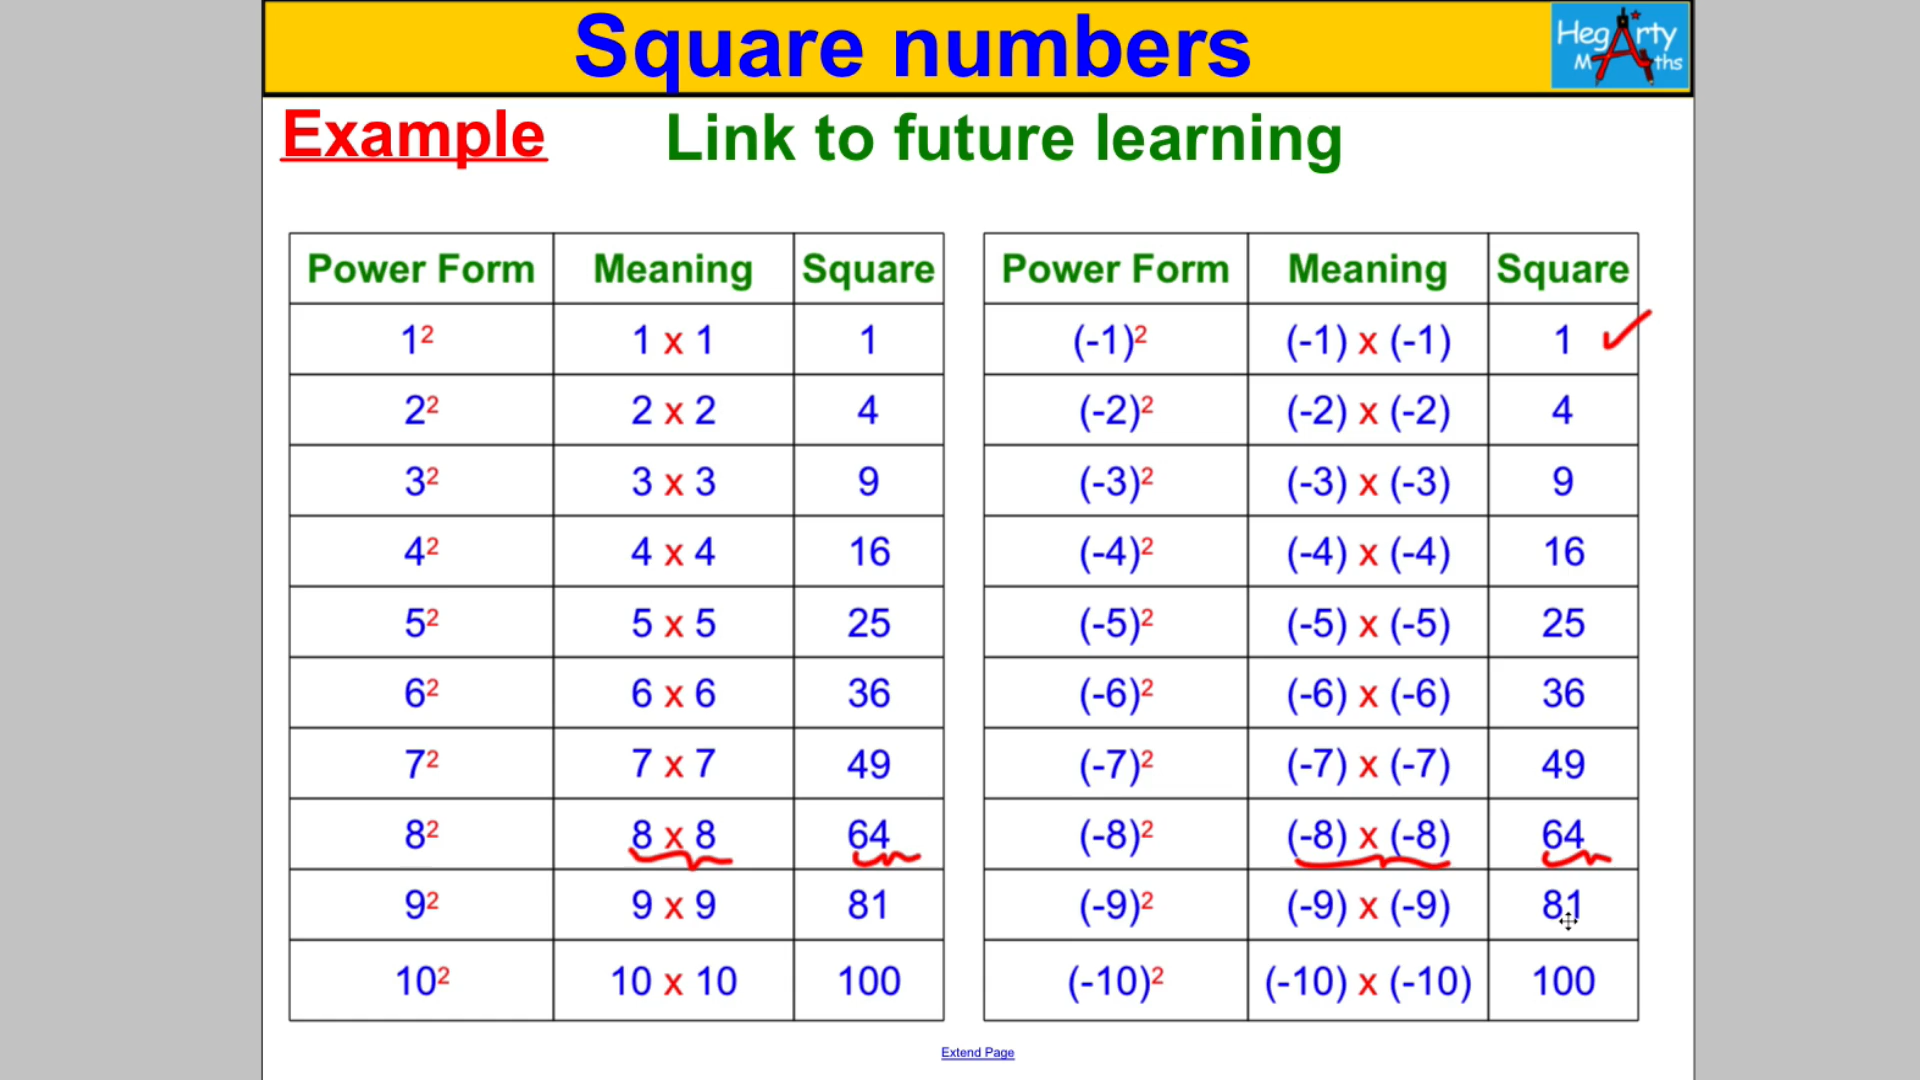 Square numbers
HegArty
Maths
Example
Link to future learning
Power Form Meaning Square Power Form Meaning Square
1² 1 x 1 1 (-1)² (-1) x (-1) 1
2² 2 x 2 4 (-2)² (-2) x (-2) 4
3² 3 x 3 9 (-3)² (-3) x (-3) 9
4² 4 x 4 16 (-4)² (-4) x (-4) 16
5² 5 x 5 25 (-5)² (-5) x (-5) 25
6² 6 x 6 36 (-6)² (-6) x (-6) 36
7² 7 x 7 49 (-7)² (-7) x (-7) 49
8² 8 x 8 64 (-8)² (-8) x (-8) 64
9² 9 x 9 81 (-9)² (-9) x (-9) 81
10² 10 x 10 100 (-10)² (-10) x (-10) 100
Extend Page